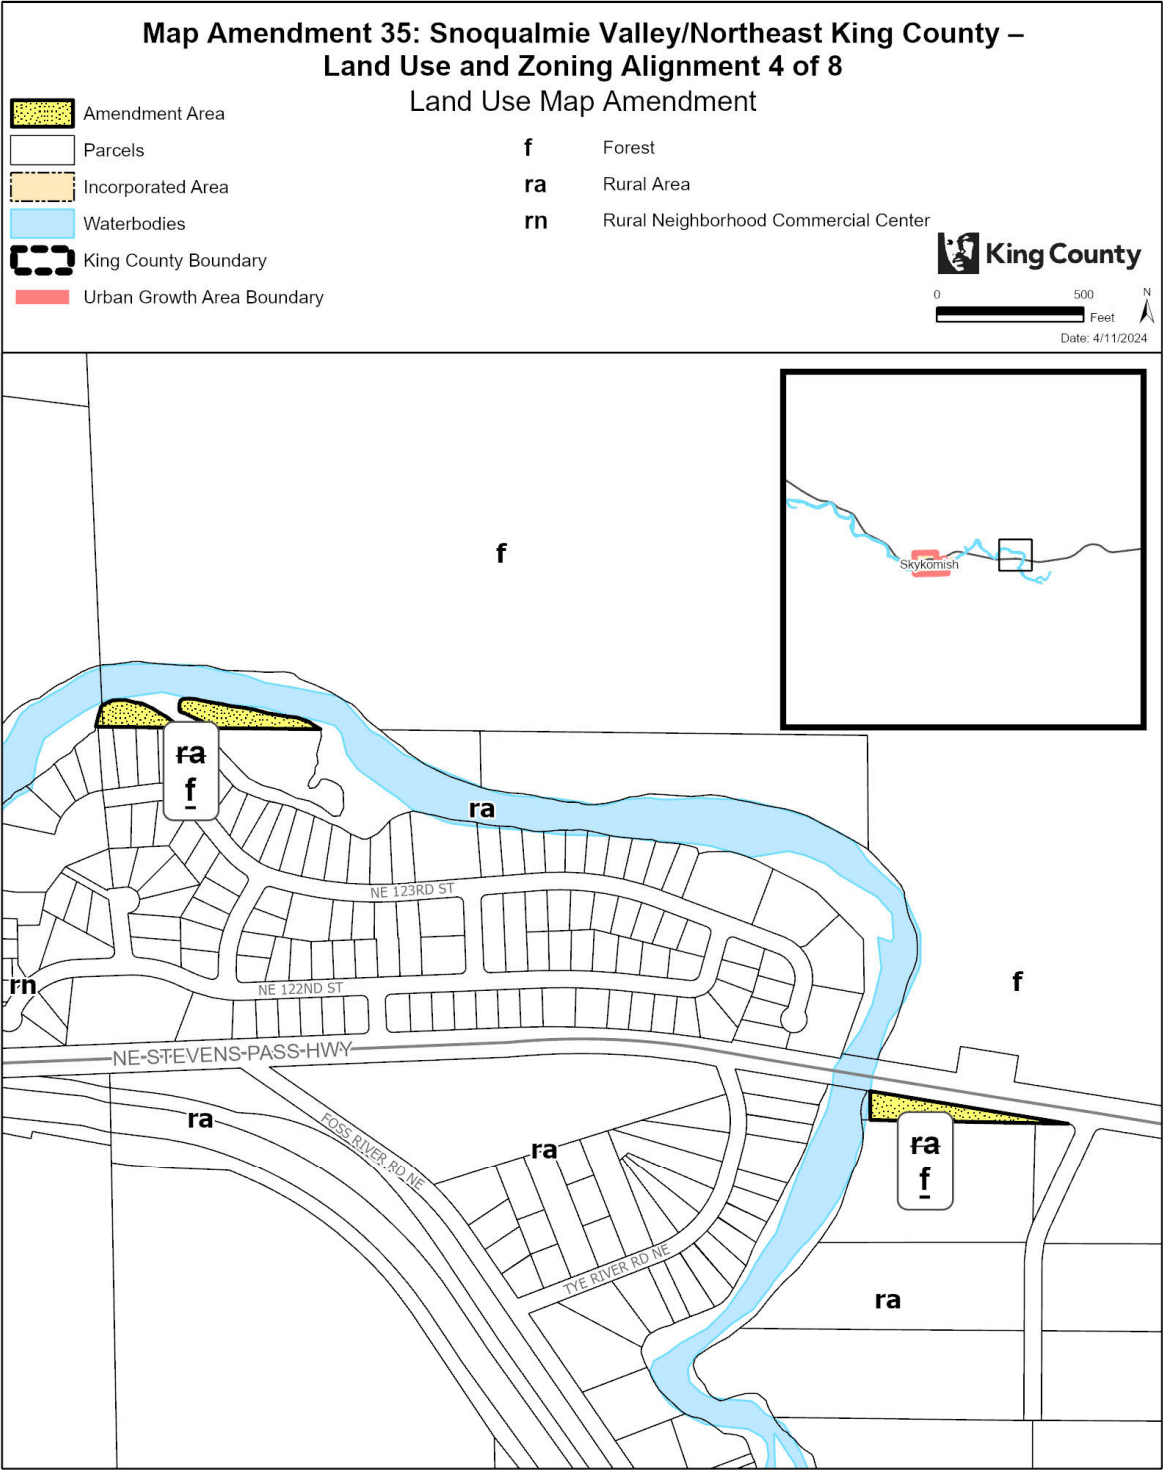 Map Amendment 35: Snoqualmie Valley/Northeast King County –
Land Use and Zoning Alignment 4 of 8
Land Use Map Amendment
Amendment Area
Parcels
Incorporated Area
Waterbodies
King County Boundary
Urban Growth Area Boundary
f Forest
ra Rural Area
rn Rural Neighborhood Commercial Center
King County
0 500
Feet
N
Date: 4/11/2024
Skykomish
f
ra
f
ra
NE 123RD ST
rn
NE 122ND ST
f
NE STEVENS PASS HWY
ra
FOSS RIVER RD NE
ra
ra
f
TYE RIVER RD NE
ra